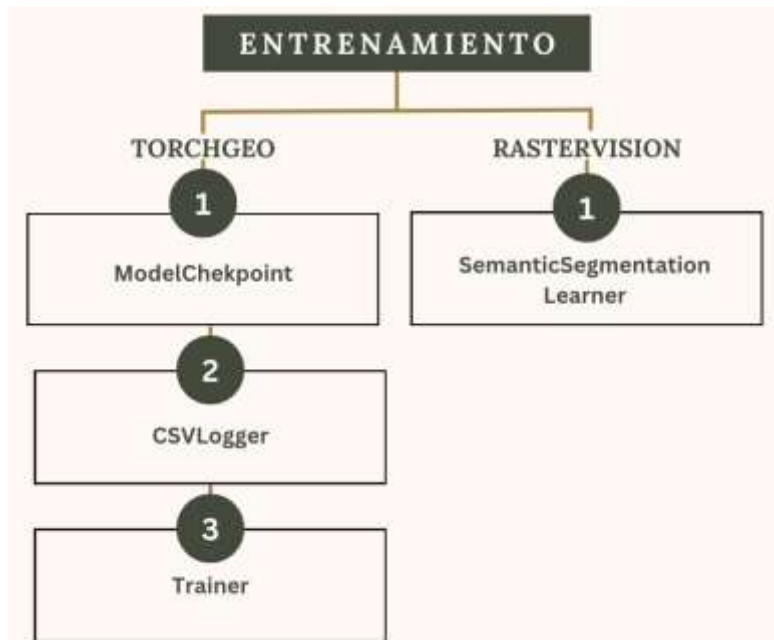 ENTRENAMIENTO
TORCHGEO
1
ModelChekpoint
2
CSVLogger
3
Trainer
RASTERVISION
1
SemanticSegmentation
Learner